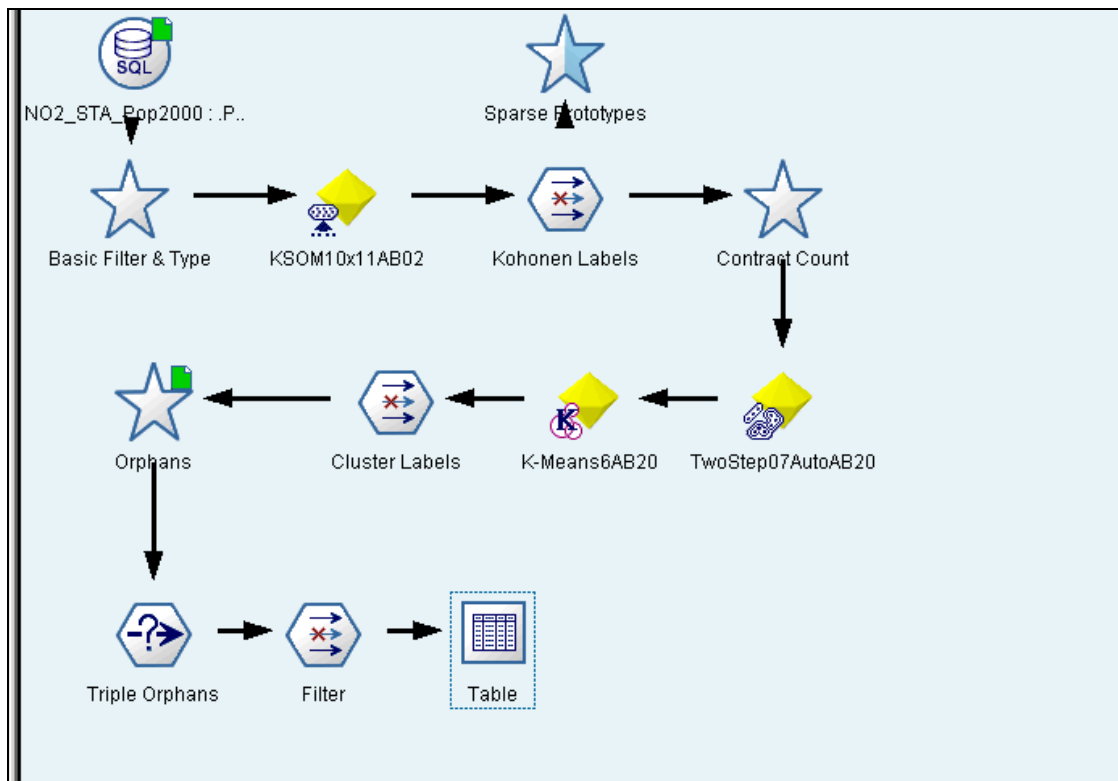 SQL
NO2_STA_Pop2000 : .P..
Sparse Prototypes
Basic Filter & Type
KSOM10x11AB02
Kohonen Labels
Contract Count
Orphans
Cluster Labels
K
K-Means6AB20
TwoStep07AutoAB20
?
Triple Orphans
Filter
Table